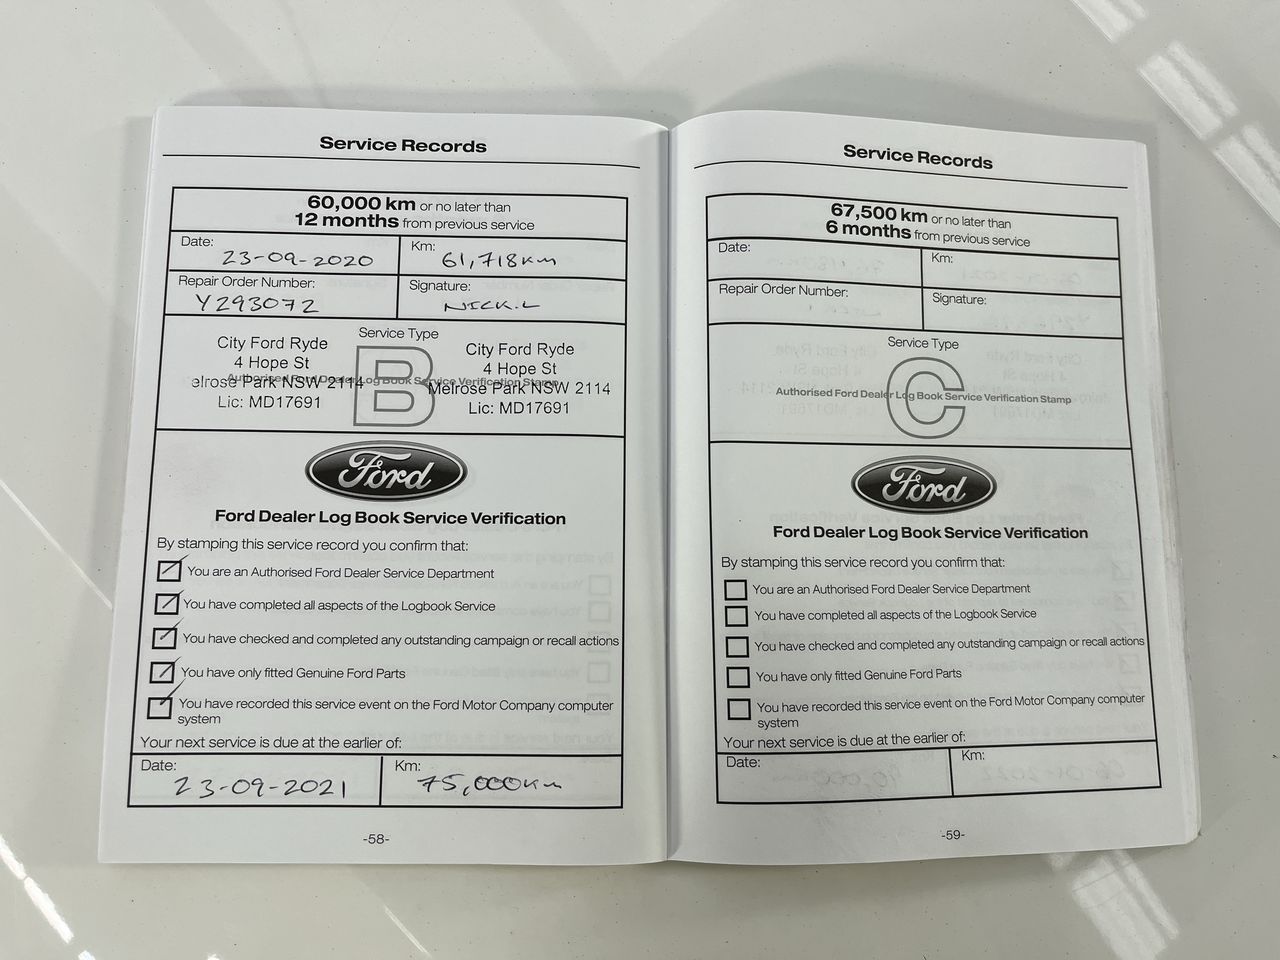 Service Records
60,000 km or no later than
12 months from previous service
Date:
23-09-2020
Km:
61,718km
Repair Order Number:
Y293072
Signature:
NICK.L
Service Type
B
Authorised Ford Dealer Log Book Service Verification Stamp
City Ford Ryde
4 Hope St
elrose Park NSW 2114
Lic: MD17691
City Ford Ryde
4 Hope St
Melrose Park NSW 2114
Lic: MD17691
Ford
Ford Dealer Log Book Service Verification
By stamping this service record you confirm that:
You are an Authorised Ford Dealer Service Department
You have completed all aspects of the Logbook Service
You have checked and completed any outstanding campaign or recall actions
You have only fitted Genuine Ford Parts
You have recorded this service event on the Ford Motor Company computer
system
Your next service is due at the earlier of:
Date:
23-09-2021
Km:
75,000km
-58-
Service Records
67,500 km or no later than
6 months from previous service
Date:
Km:
Repair Order Number:
Signature:
Service Type
C
Authorised Ford Dealer Log Book Service Verification Stamp
Ford
Ford Dealer Log Book Service Verification
By stamping this service record you confirm that:
You are an Authorised Ford Dealer Service Department
You have completed all aspects of the Logbook Service
You have checked and completed any outstanding campaign or recall actions
You have only fitted Genuine Ford Parts
You have recorded this service event on the Ford Motor Company computer
system
Your next service is due at the earlier of:
Date:
Km:
-59-